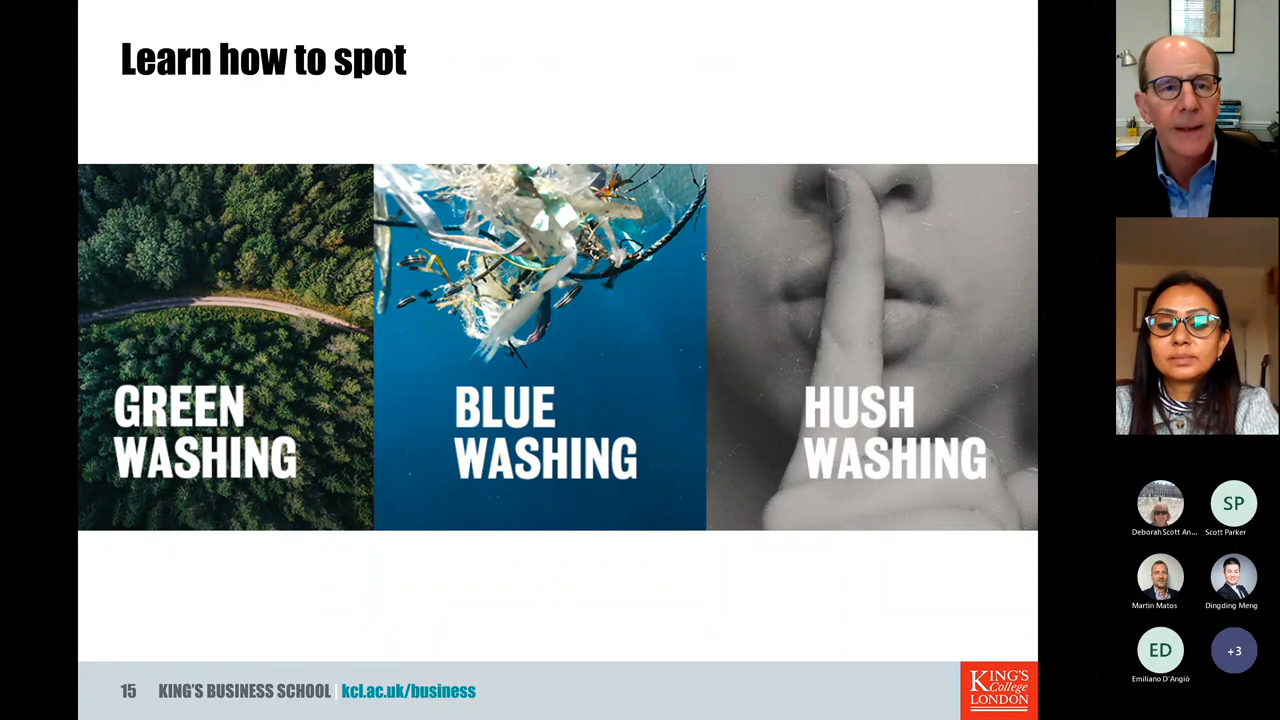 Learn how to spot
GREEN
WASHING
BLUE
WASHING
HUSH
WASHING
15 KING'S BUSINESS SCHOOL | kcl.ac.uk/business
KING'S
College
LONDON
Deborah Scott An...
SP
Scott Parker
Martin Matos
Dingding Meng
ED
Emiliano D'Angiò
+3